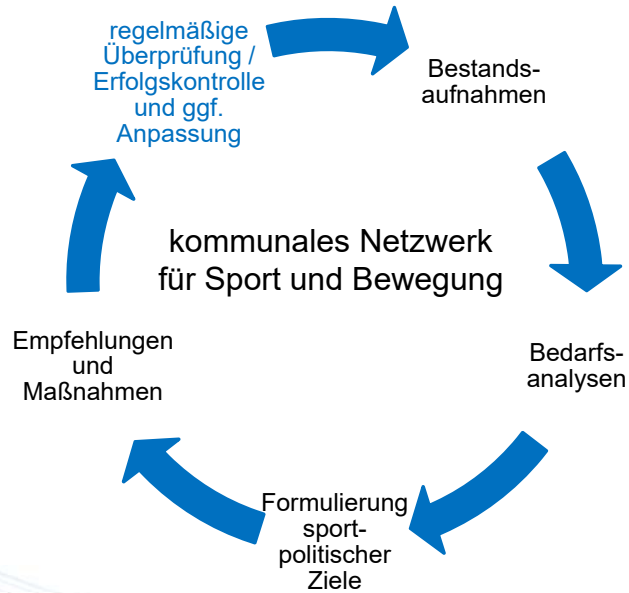 regelmäßige
Überprüfung /
Erfolgskontrolle
und ggf.
Anpassung
Bestands-
aufnahmen
kommunales Netzwerk
für Sport und Bewegung
Empfehlungen
und
Maßnahmen
Bedarfs-
analysen
Formulierung
sport-
politischer
Ziele